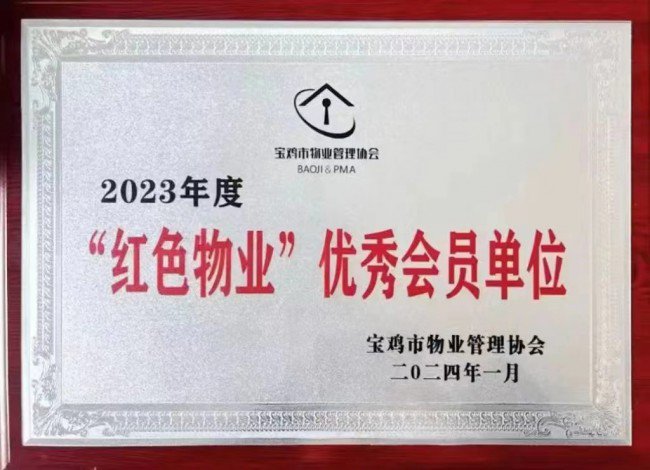 宝鸡市物业管理协会
BAOJI & P.M.A
2023年度
“红色物业”优秀会员单位
宝鸡市物业管理协会
二〇二四年一月